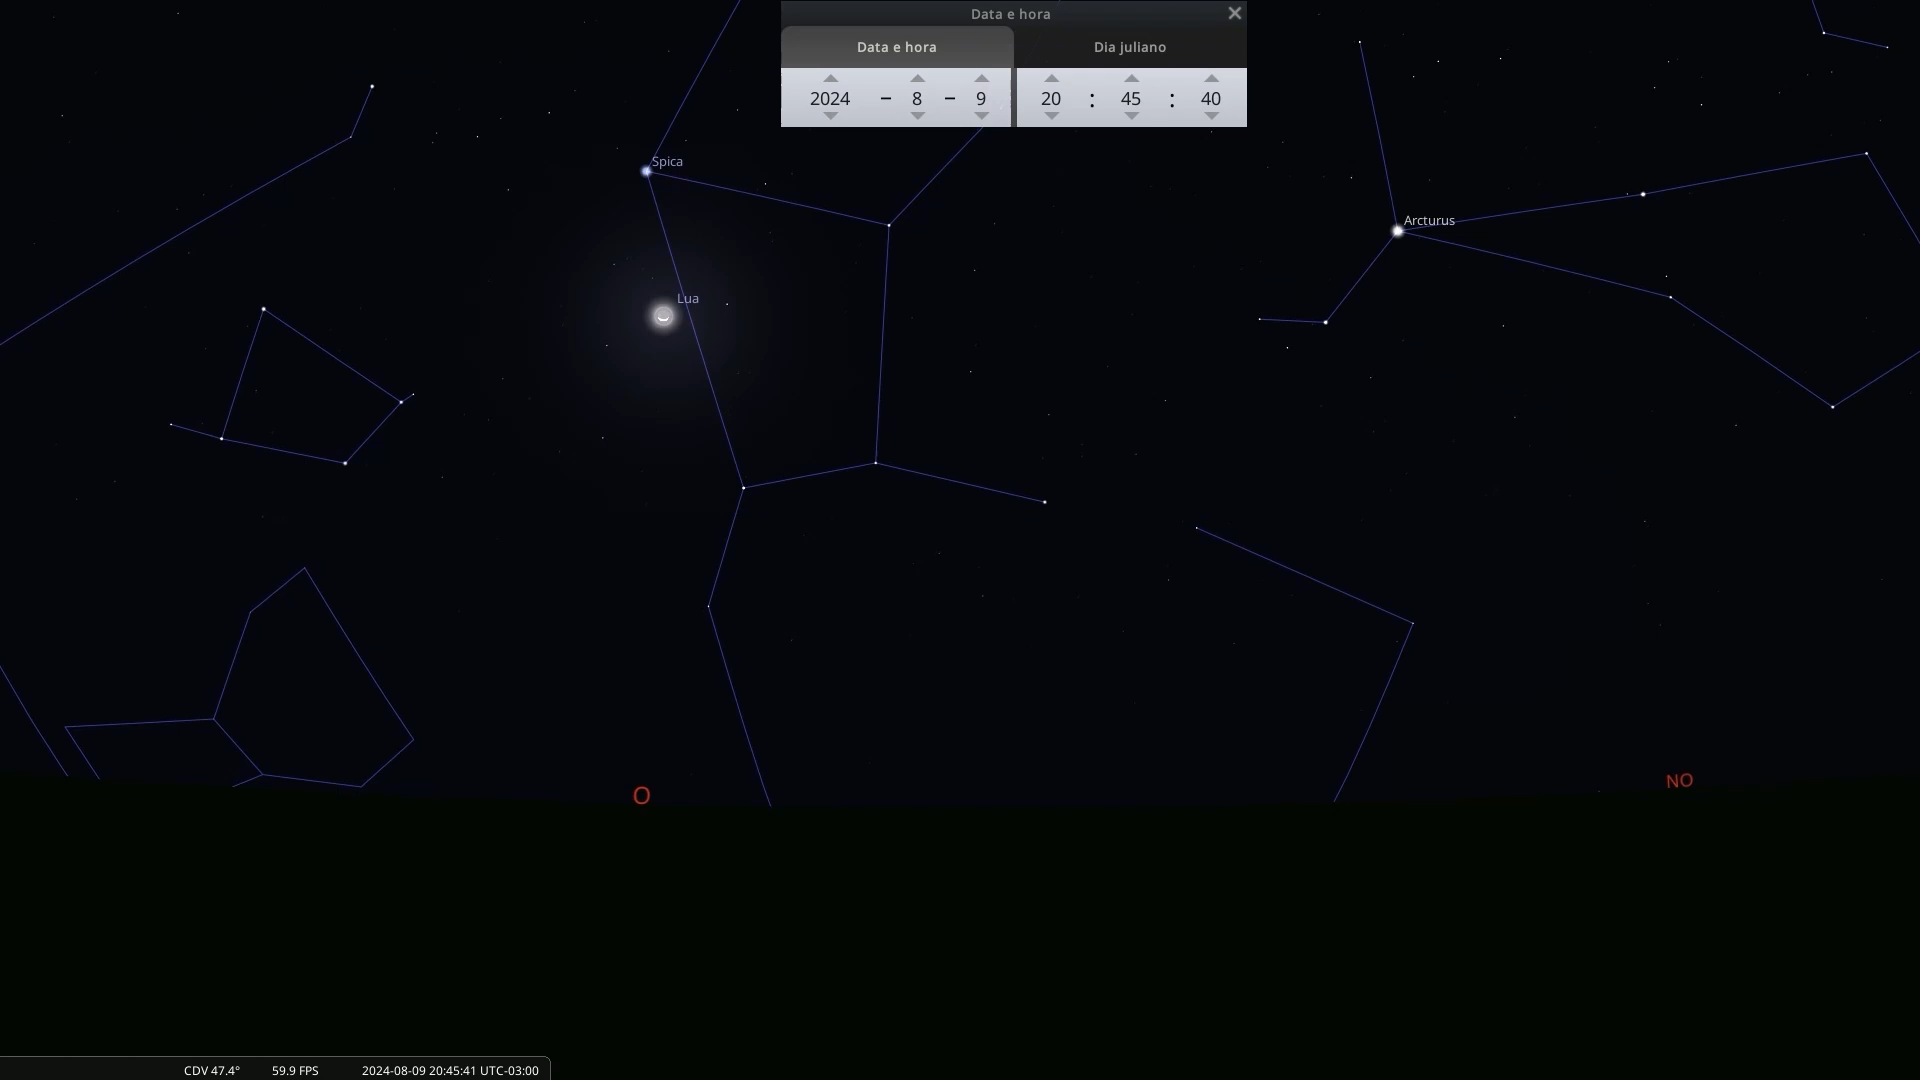 Data e hora
Data e hora
Dia juliano
2024 – 8 – 9
20 : 45 : 40
Spica
Arcturus
Lua
O
NO
CDV 47.4° 59.9 FPS 2024-08-09 20:45:41 UTC-03:00